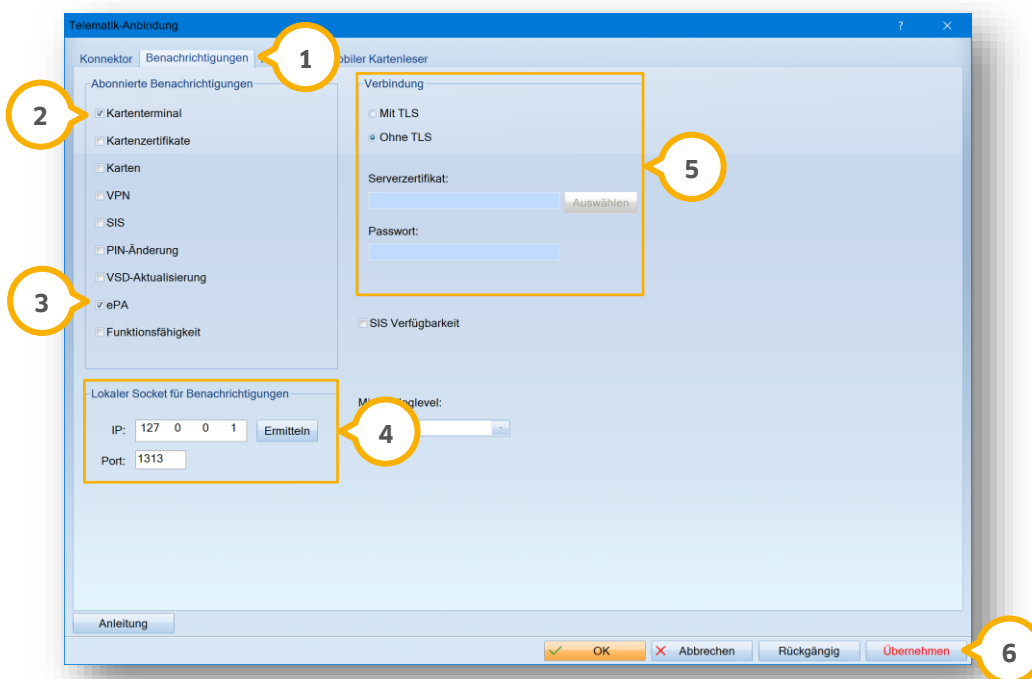 Telematik-Anbindung
?
Konnektor Benachrichtigungen biler Kartenleser
1
Abonnierte Benachrichtigungen
2
Kartenterminal
Kartenzertifikate
Karten
VPN
SIS
PIN-Änderung
VSD-Aktualisierung
3
ePA
Funktionsfähigkeit
Verbindung
Mit TLS
Ohne TLS
5
Serverzertifikat:
Auswählen
Passwort:
SIS Verfügbarkeit
Lokaler Socket für Benachrichtigungen
IP: 127 0 0 . 1 Ermitteln
Port: 1313
4
loglevel:
Anleitung
OK Abbrechen Rückgängig Übernehmen
6